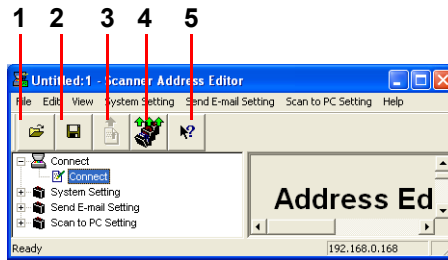 1 2 3 4 5
Untitled:1 - Scanner Address Editor
File Edit View System Setting Send E-mail Setting Scan to PC Setting Help
Connect
Connect
System Setting
Send E-mail Setting
Scan to PC Setting
Address Ed
Ready 192.168.0.168